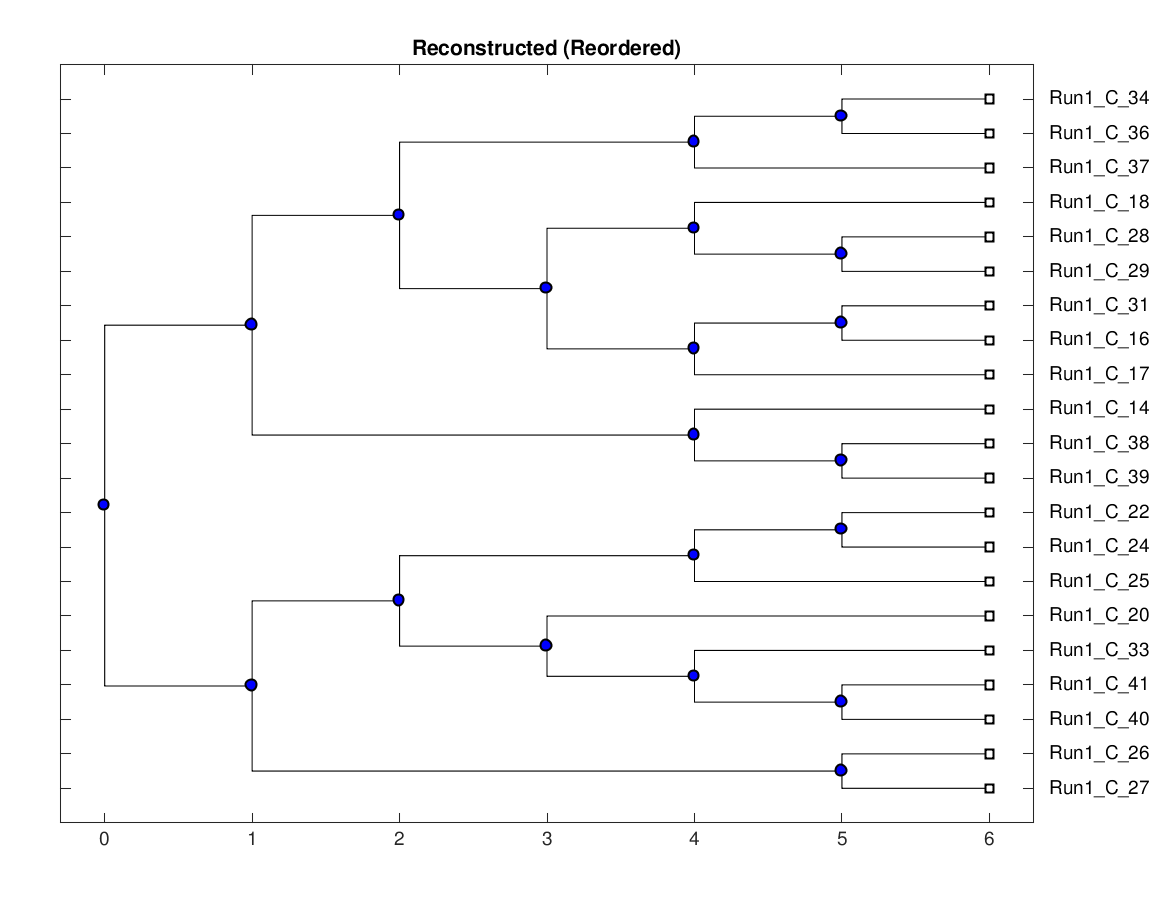 Reconstructed (Reordered)
Run1_C_34
Run1_C_36
Run1_C_37
Run1_C_18
Run1_C_28
Run1_C_29
Run1_C_31
Run1_C_16
Run1_C_17
Run1_C_14
Run1_C_38
Run1_C_39
Run1_C_22
Run1_C_24
Run1_C_25
Run1_C_20
Run1_C_33
Run1_C_41
Run1_C_40
Run1_C_26
Run1_C_27
0 1 2 3 4 5 6